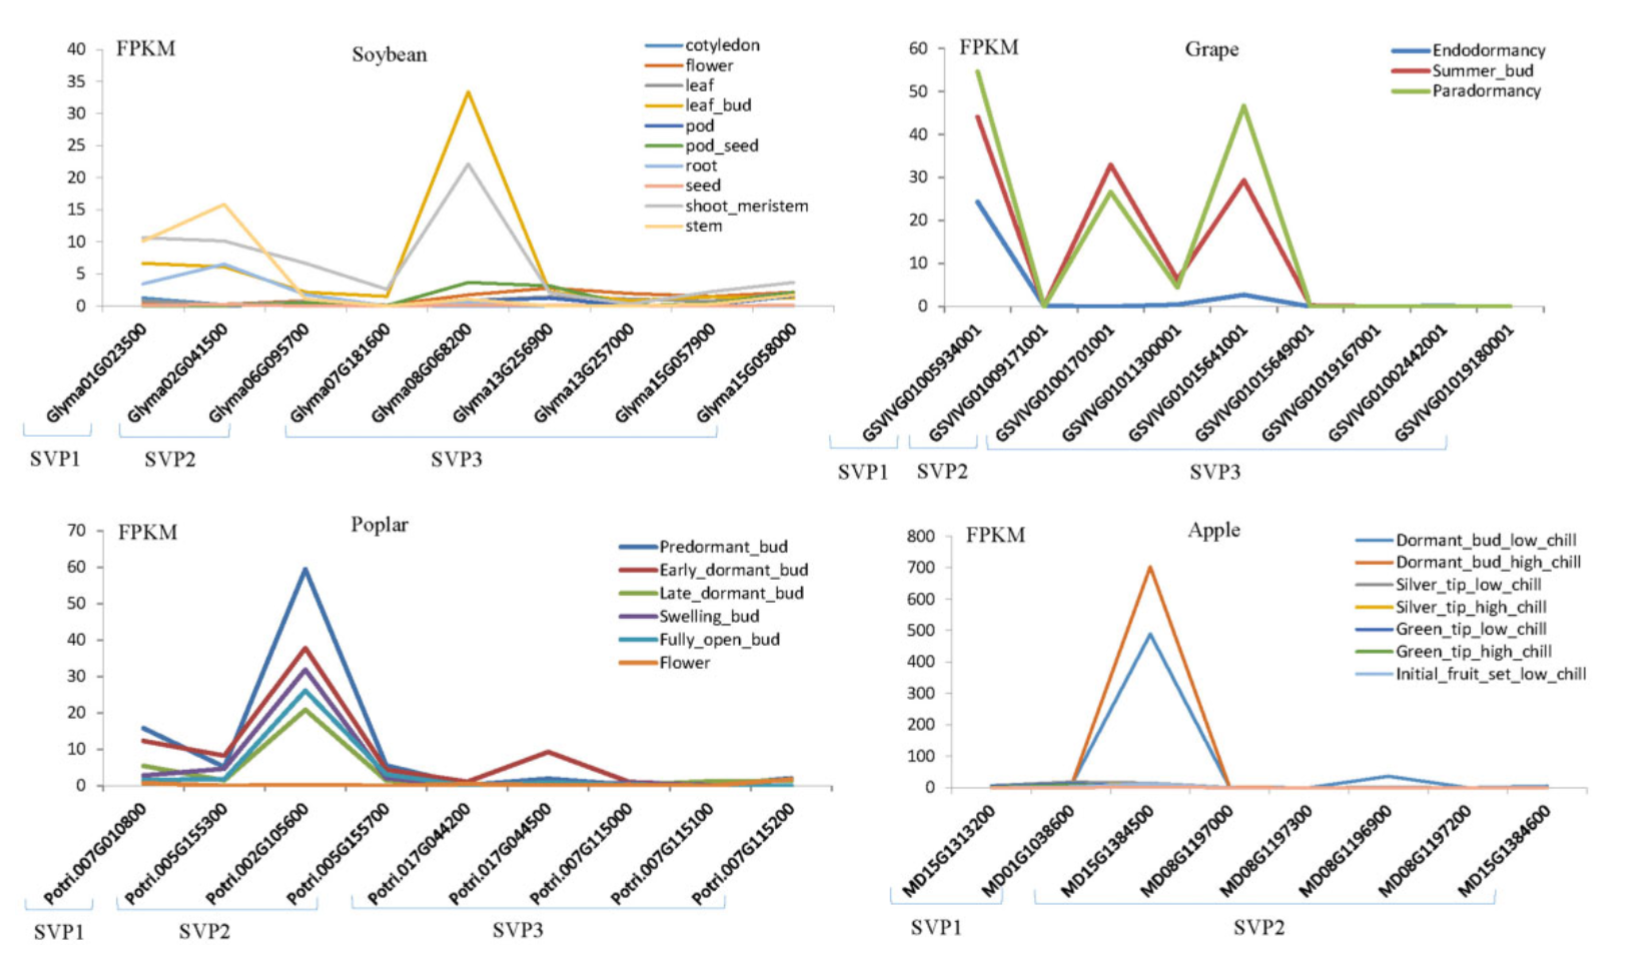 FPKM
Soybean
40
35
30
25
20
15
10
5
0
cotyledon
flower
leaf
leaf_bud
pod
pod_seed
root
seed
shoot_meristem
stem
Glyma01G023500
Glyma02G041500
Glyma06G095700
Glyma07G181600
Glyma08G068200
Glyma13G256900
Glyma13G257000
Glyma15G057900
Glyma15G058000
SVP1
SVP2
SVP3
FPKM
Grape
60
50
40
30
20
10
0
Endodormancy
Summer_bud
Paradormancy
GSVIVG01005934001
GSVIVG01009171001
GSVIVG01001701001
GSVIVG01011300001
GSVIVG01015641001
GSVIVG01015649001
GSVIVG01019167001
GSVIVG01002442001
GSVIVG01019180001
SVP1
SVP2
SVP3
FPKM
Poplar
70
60
50
40
30
20
10
0
Predormant_bud
Early_dormant_bud
Late_dormant_bud
Swelling_bud
Fully_open_bud
Flower
Potri.007G010800
Potri.005G155300
Potri.002G105600
Potri.005G155700
Potri.017G044200
Potri.017G044500
Potri.007G115000
Potri.007G115100
Potri.007G115200
SVP1
SVP2
SVP3
FPKM
Apple
800
700
600
500
400
300
200
100
0
Dormant_bud_low_chill
Dormant_bud_high_chill
Silver_tip_low_chill
Silver_tip_high_chill
Green_tip_low_chill
Green_tip_high_chill
Initial_fruit_set_low_chill
MD15G1313200
MD01G1038600
MD15G1384500
MD08G1197000
MD08G1197300
MD08G1196900
MD08G1197200
MD15G1384600
SVP1
SVP2